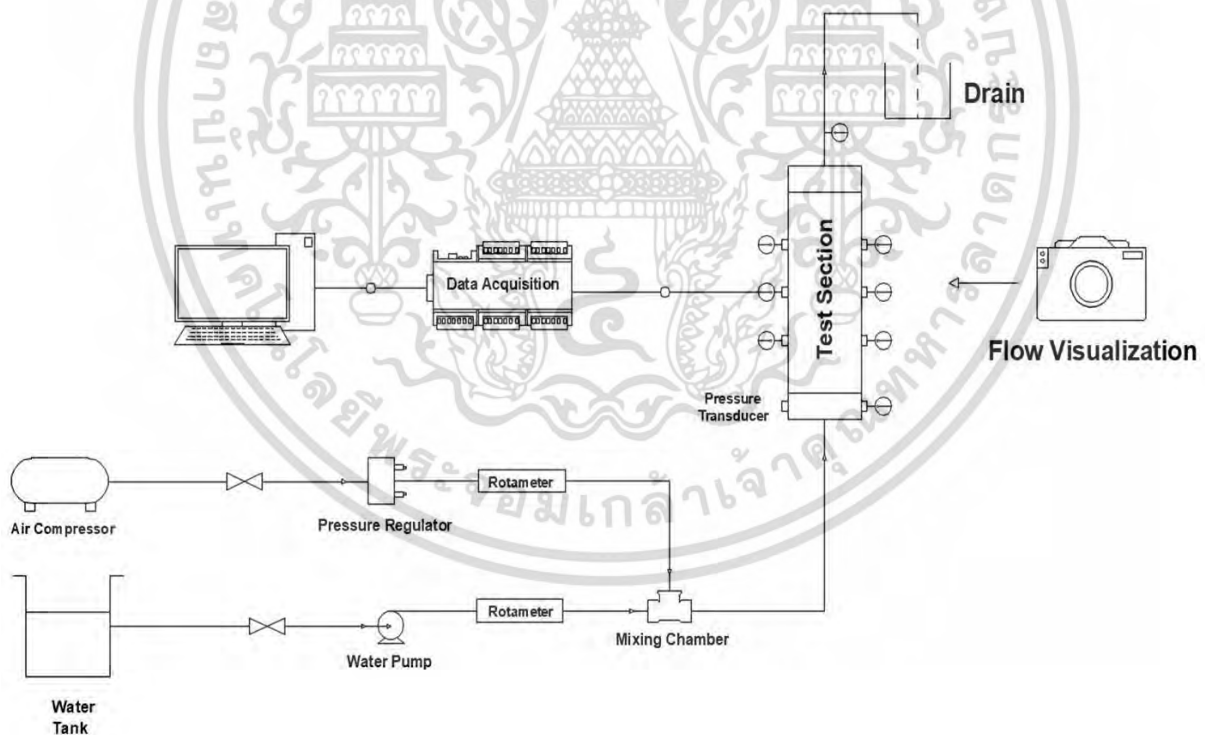 Drain
Test Section
Data Acquisition
Flow Visualization
Pressure
Transducer
Rotameter
Air Compressor
Pressure Regulator
Rotameter
Mixing Chamber
Water Pump
Water
Tank